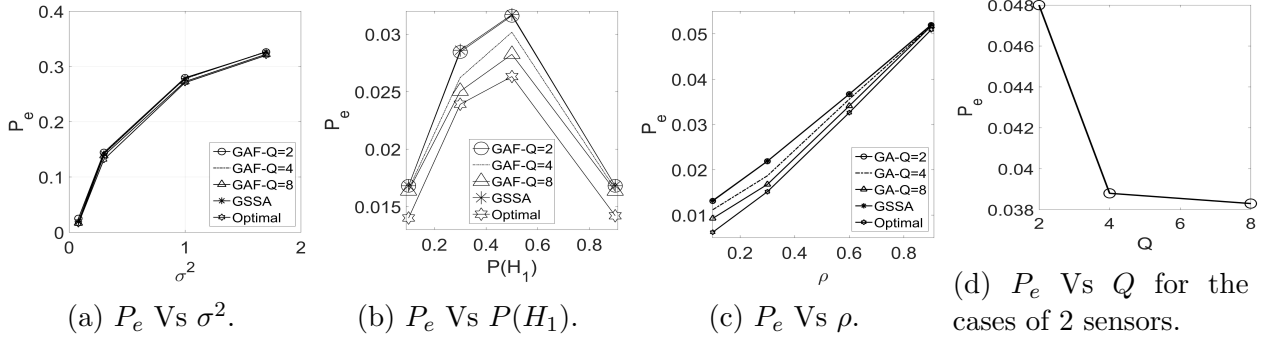 0.4
0.3
0.2
0.1
0
0
1
2
P_e
σ^2
GAF-Q=2
GAF-Q=4
GAF-Q=8
GSSA
Optimal
(a) P_e Vs σ^2.
0.03
0.025
0.02
0.015
0.2
0.4
0.6
0.8
P_e
P(H_1)
GAF-Q=2
GAF-Q=4
GAF-Q=8
GSSA
Optimal
(b) P_e Vs P(H_1).
0.05
0.04
0.03
0.02
0.01
0.2
0.4
0.6
0.8
P_e
ρ
GA-Q=2
GA-Q=4
GA-Q=8
GSSA
Optimal
(c) P_e Vs ρ.
0.048
0.046
0.044
0.042
0.04
0.038
2
4
6
8
P_e
Q
(d) P_e Vs Q for the
cases of 2 sensors.